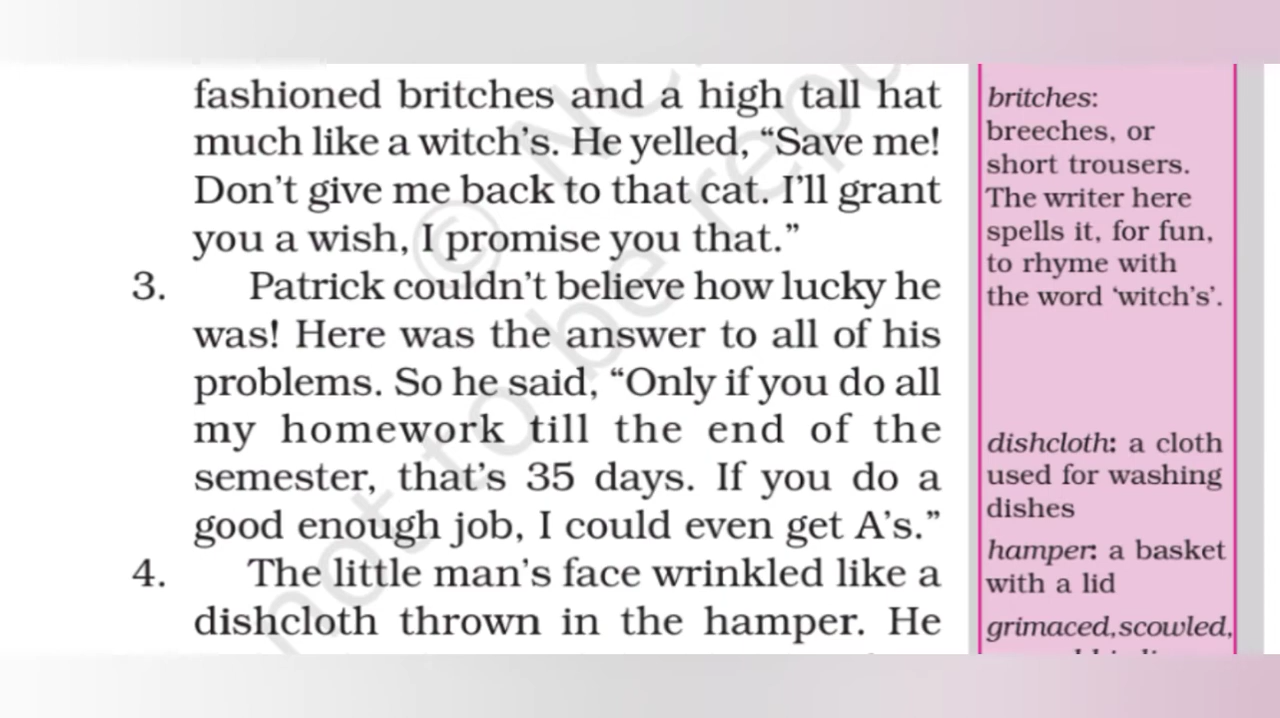 fashioned britches and a high tall hat
much like a witch's. He yelled, “Save me!
Don't give me back to that cat. I'll grant
you a wish, I promise you that.”
3. Patrick couldn't believe how lucky he
was! Here was the answer to all of his
problems. So he said, “Only if you do all
my homework till the end of the
semester, that's 35 days. If you do a
good enough job, I could even get A's.”
4. The little man's face wrinkled like a
dishcloth thrown in the hamper. He
britches:
breeches, or
short trousers.
The writer here
spells it, for fun,
to rhyme with
the word ‘witch's’.
dishcloth: a cloth
used for washing
dishes
hamper: a basket
with a lid
grimaced, scowled,
© NC
not to be repu